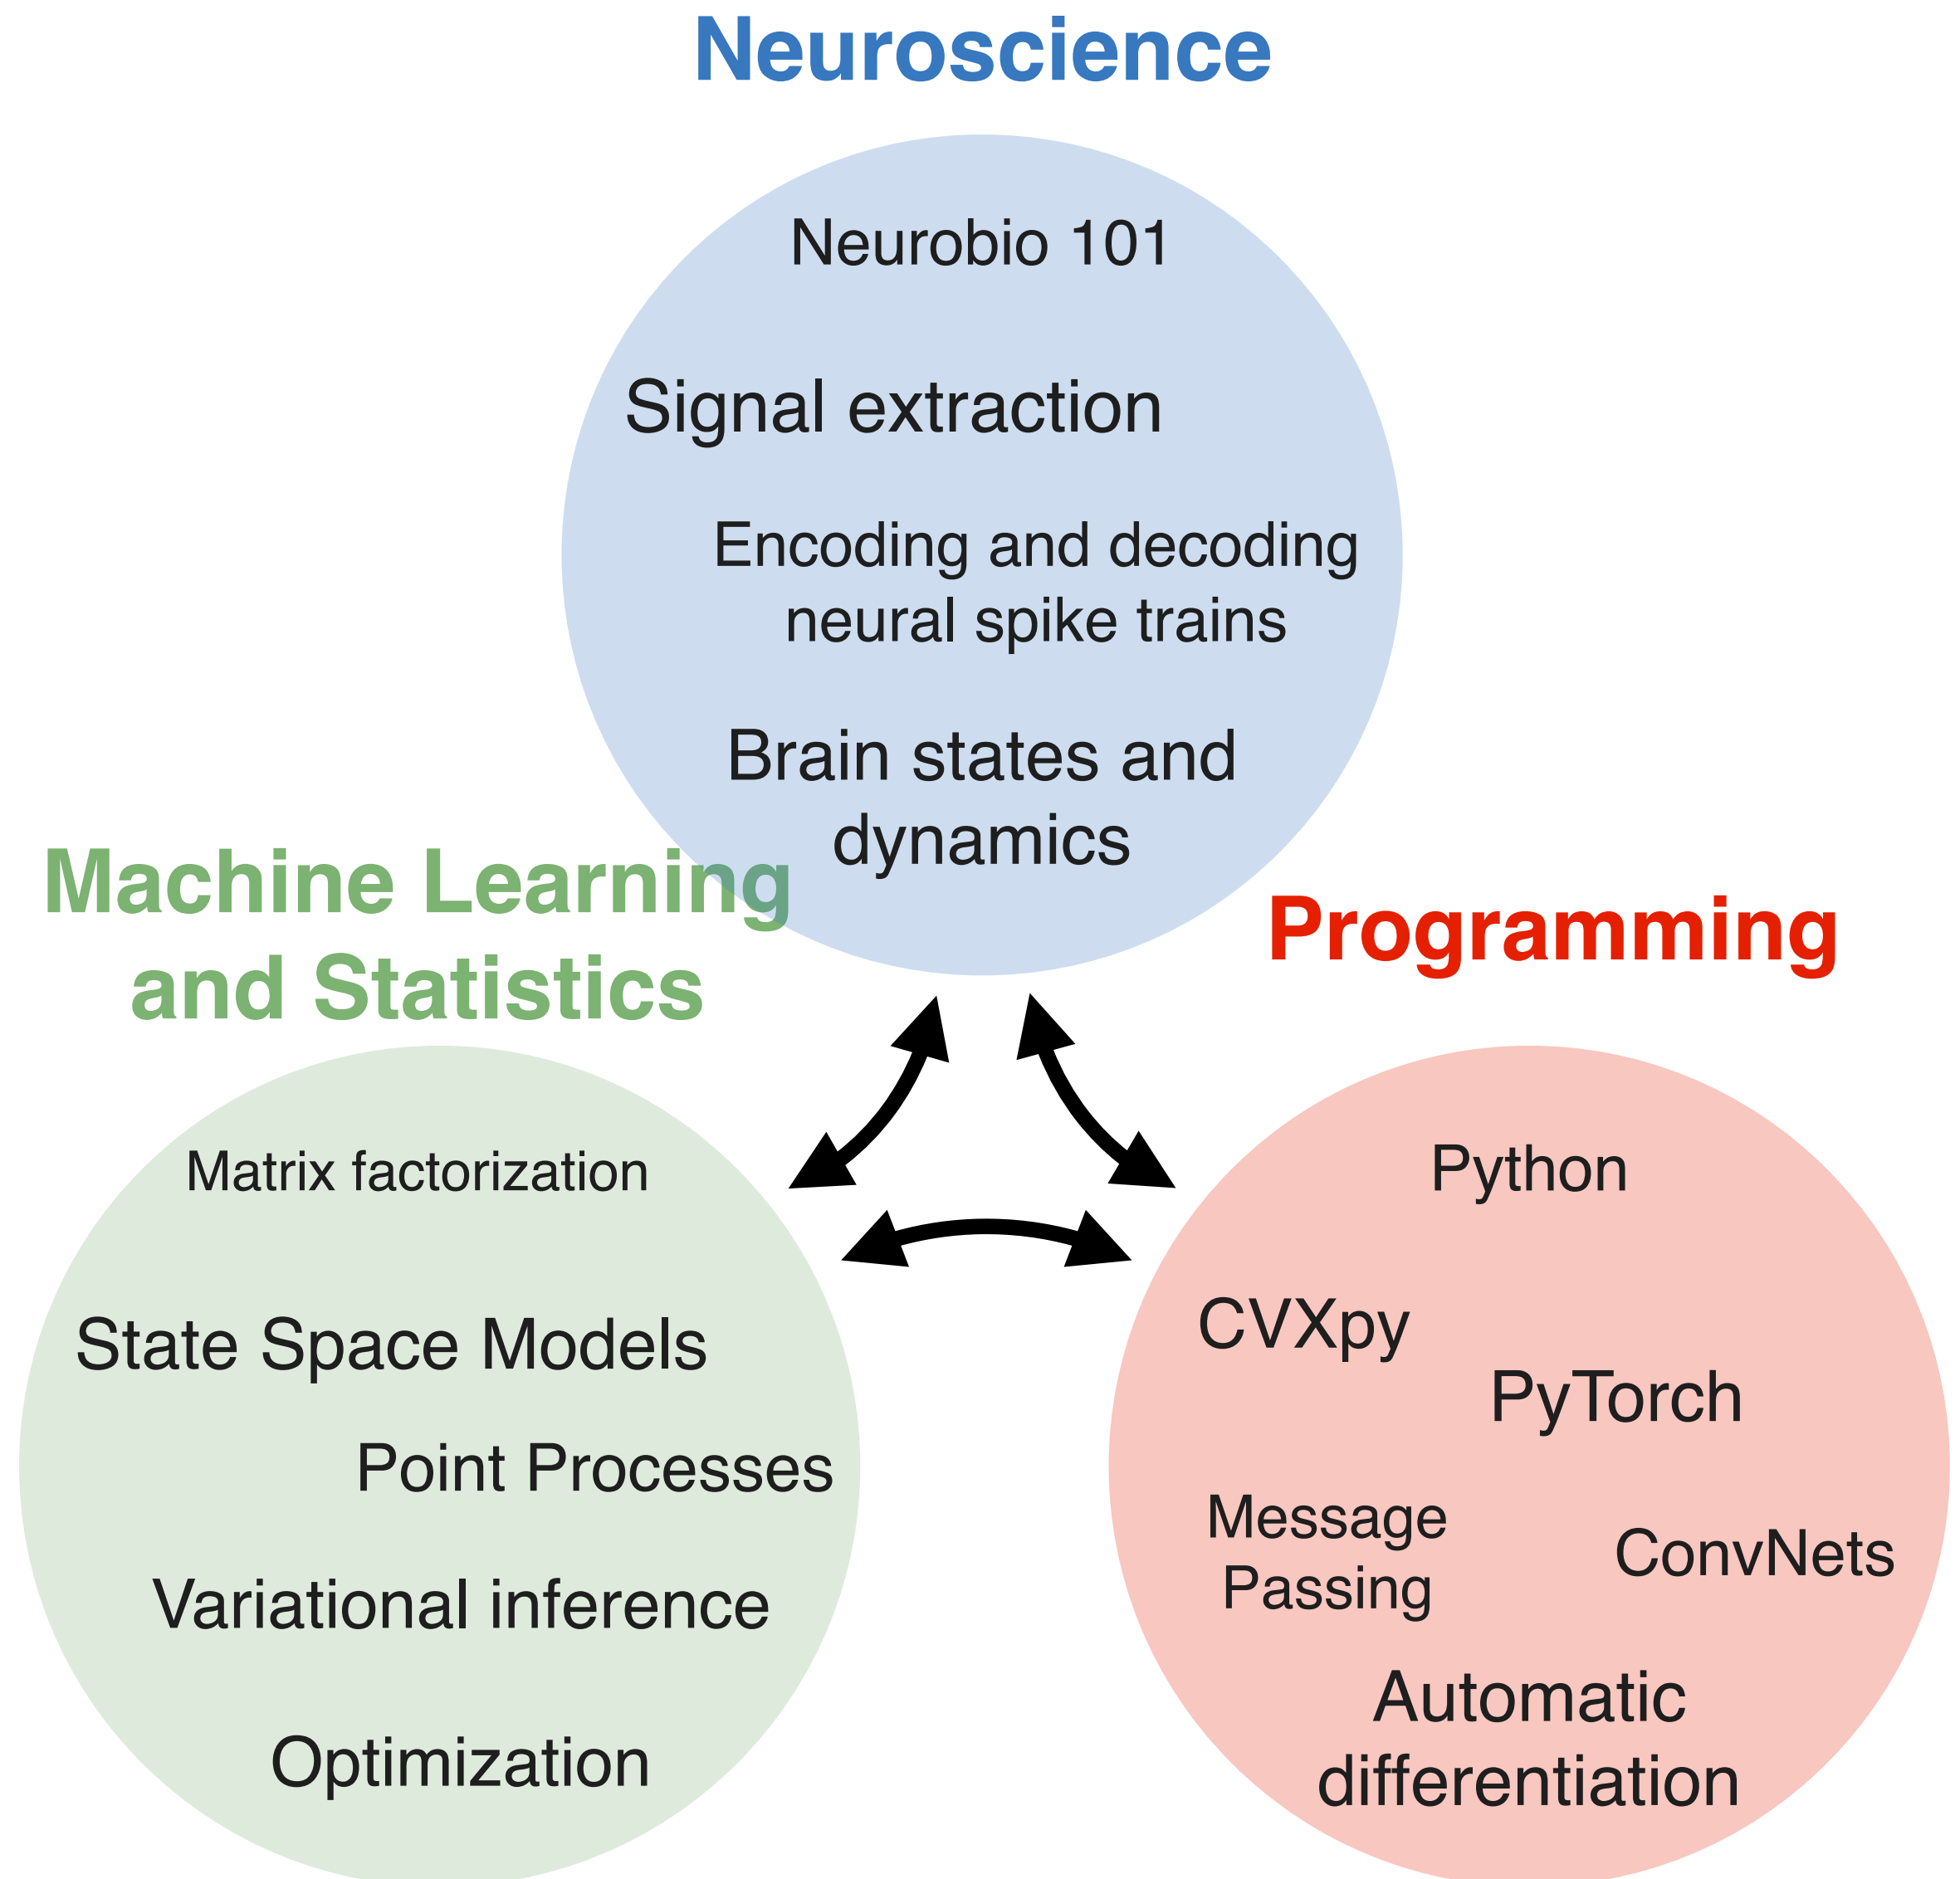 Neuroscience
Neurobio 101
Signal extraction
Encoding and decoding
neural spike trains
Brain states and
dynamics
Machine Learning
and Statistics
Matrix factorization
State Space Models
Point Processes
Variational inference
Optimization
Programming
Python
CVXpy
PyTorch
Message
Passing
ConvNets
Automatic
differentiation